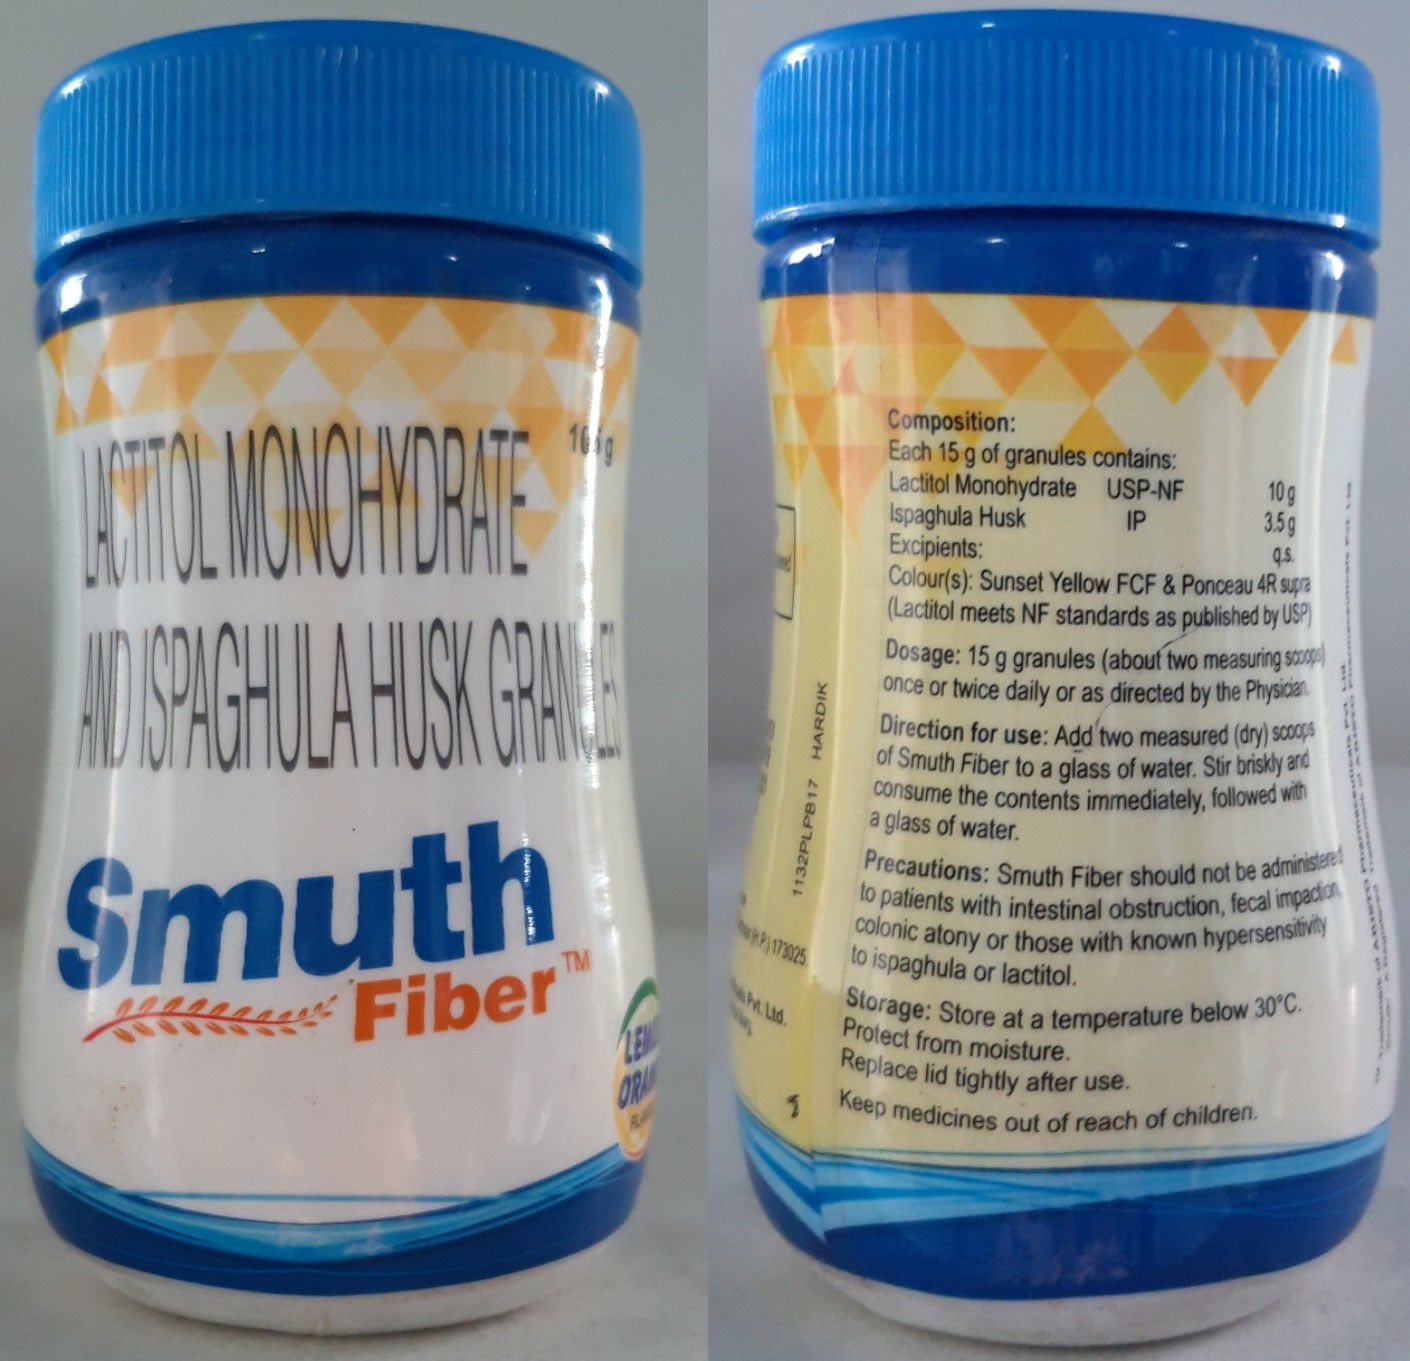 LACTITOL MONOHYDRATE
AND ISPAGHULA HUSK GRANULES
Smuth
Fiber™
LEMON
Composition:
Each 15 g of granules contains:
Lactitol Monohydrate USP-NF 10 g
Ispaghula Husk IP 3.5 g
Excipients: q.s.
Colour(s): Sunset Yellow FCF & Ponceau 4R supra
(Lactitol meets NF standards as published by USP)
Dosage: 15 g granules (about two measuring scoops)
once or twice daily or as directed by the Physician.
Direction for use: Add two measured (dry) scoops
of Smuth Fiber to a glass of water. Stir briskly and
consume the contents immediately, followed with
a glass of water.
Precautions: Smuth Fiber should not be administered
to patients with intestinal obstruction, fecal impaction,
colonic atony or those with known hypersensitivity
to ispaghula or lactitol.
Storage: Store at a temperature below 30°C.
Protect from moisture.
Replace lid tightly after use.
Keep medicines out of reach of children.
1132PLPB17 HARDIK
(H.P.) 173025
Pvt. Ltd.